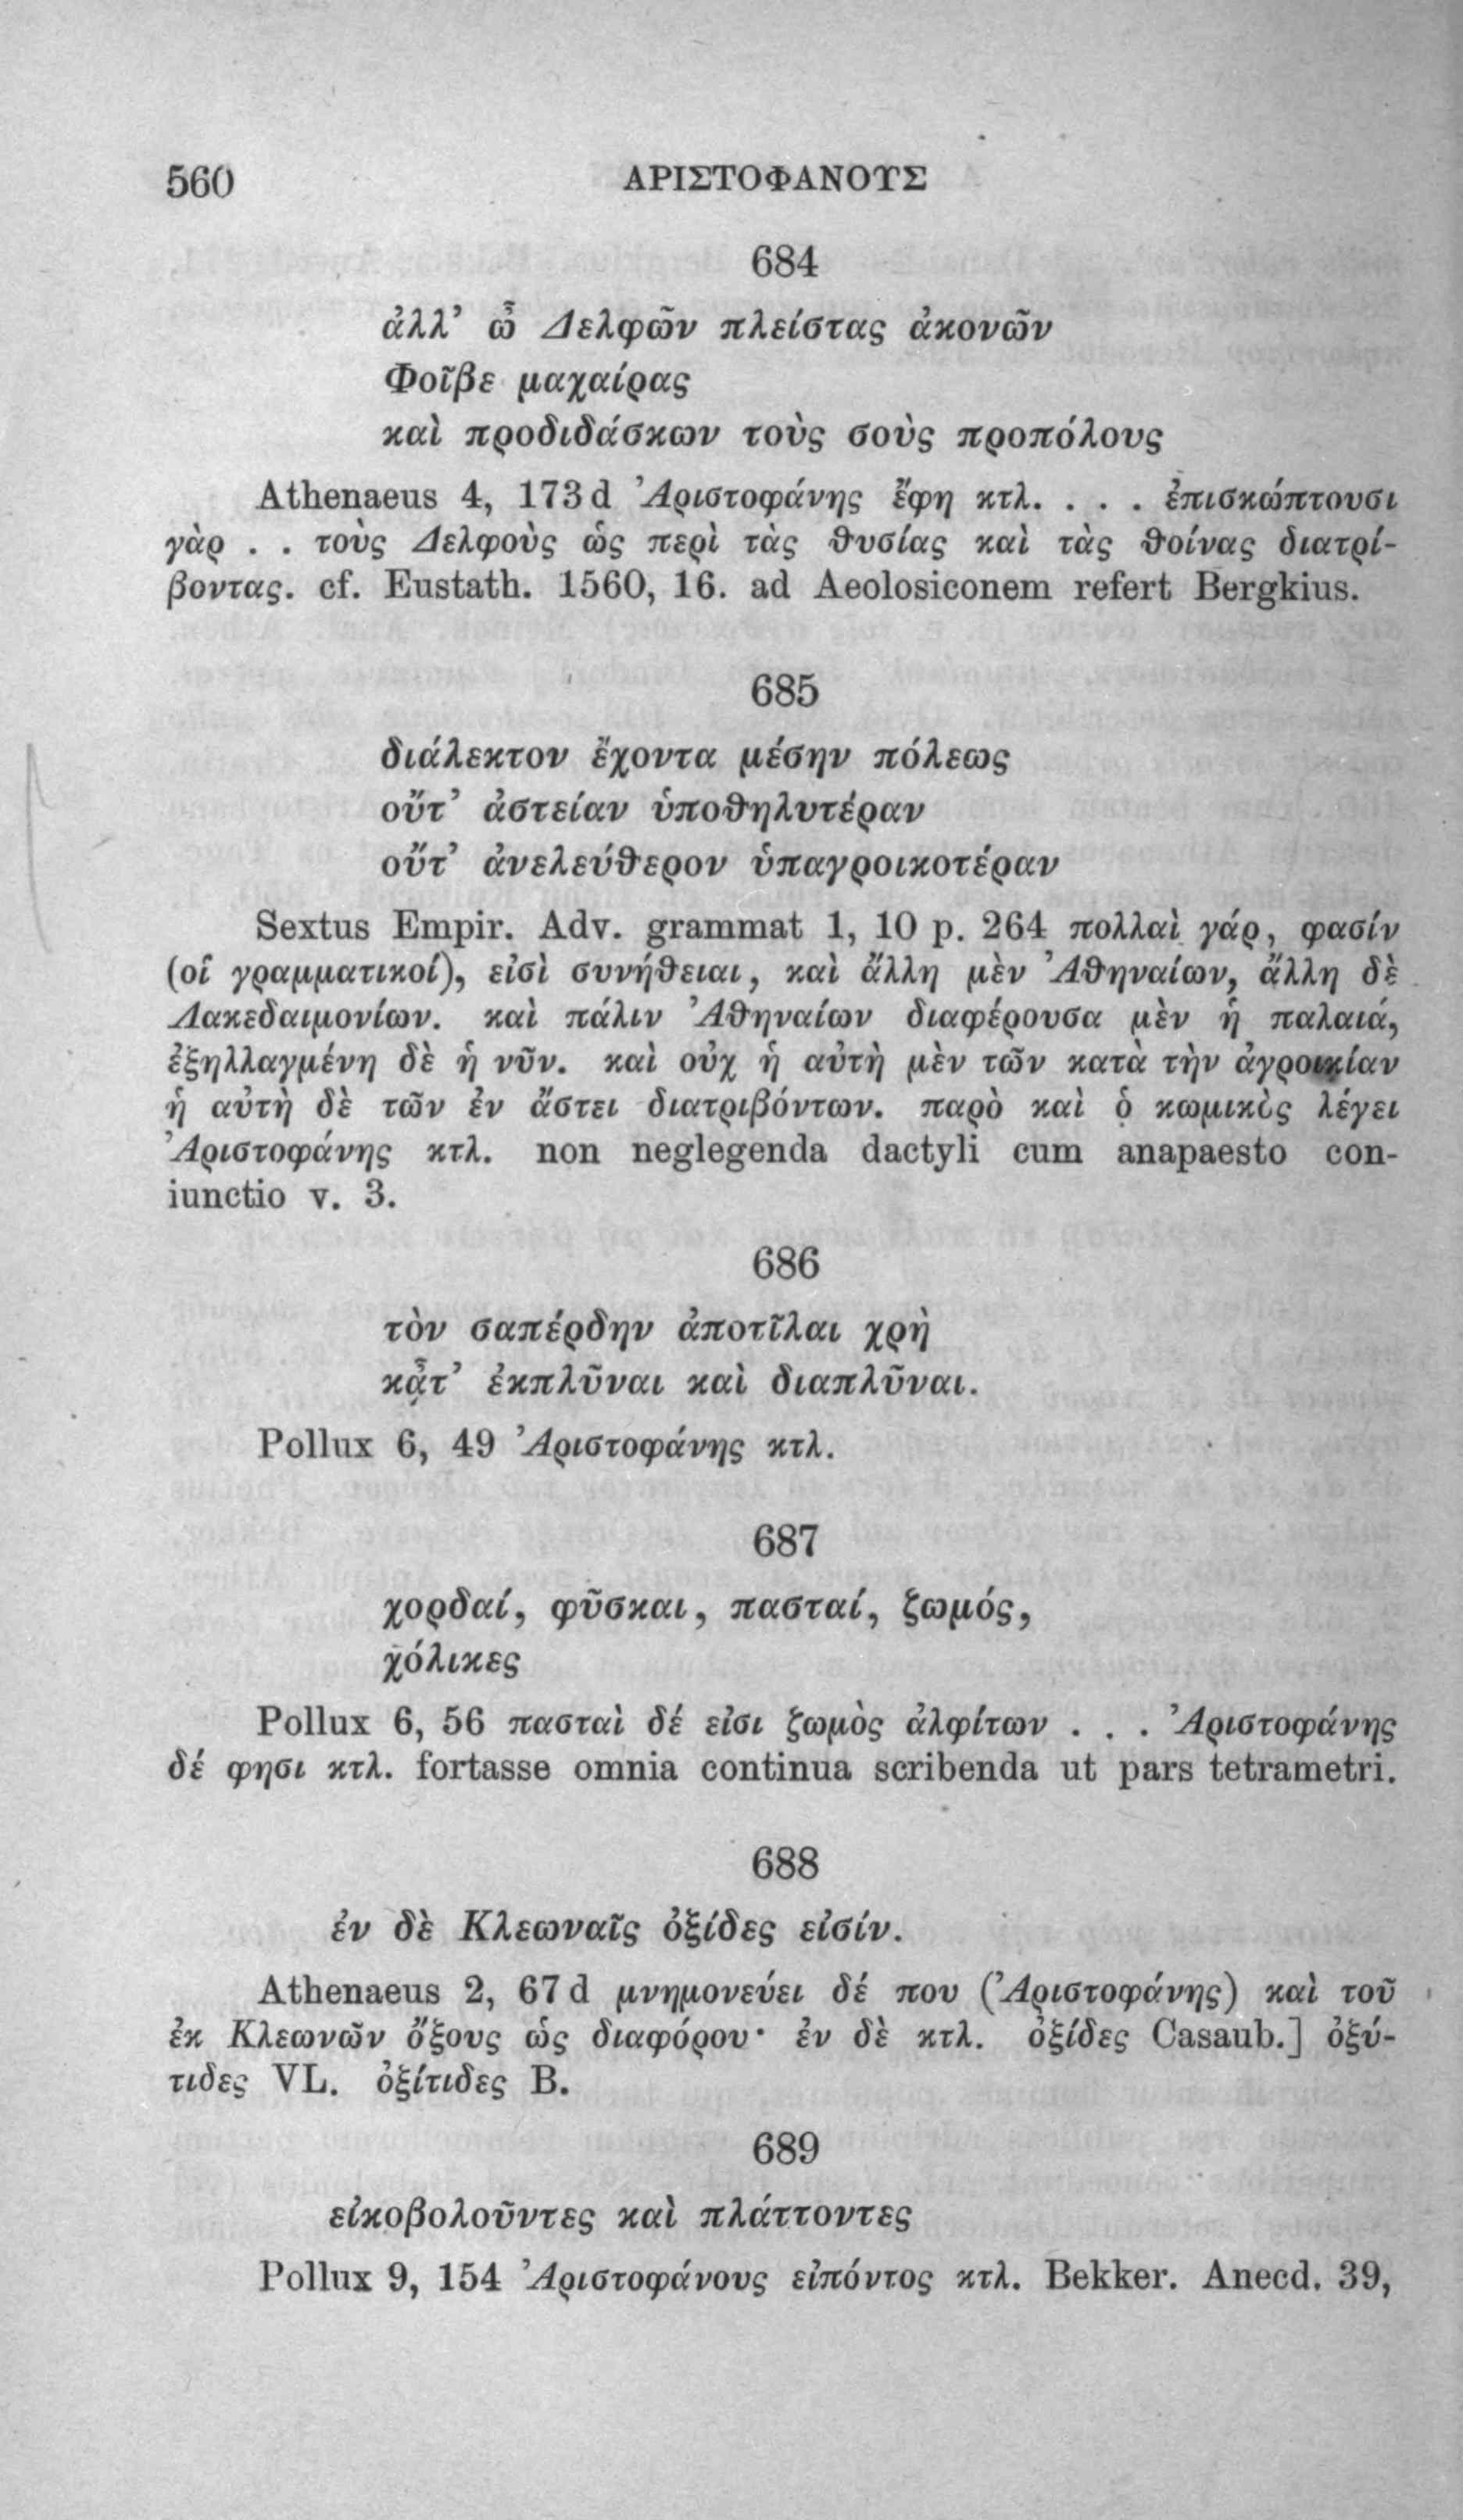 560 ΑΡΙΣΤΟΦΑΝΟΥΣ
684
ἀλλ’ ὦ Δελφῶν πλείστας ἀκονῶν
Φοῖβε μαχαίρας
καὶ προδιδάσκων τοὺς σοὺς προπόλους
Athenaeus 4, 173 d Ἀριστοφάνης ἔφη κτλ. . . . ἐπισκώπτουσι
γὰρ . . τοὺς Δελφοὺς ὡς περὶ τὰς θυσίας καὶ τὰς θοίνας διατρί-
βοντας. cf. Eustath. 1560, 16. ad Aeolosiconem refert Bergkius.
685
διάλεκτον ἔχοντα μέσην πόλεως
οὔτ’ ἀστείαν ὑποθηλυτέραν
οὔτ’ ἀνελεύθερον ὑπαγροικοτέραν
Sextus Empir. Adv. grammat 1, 10 p. 264 πολλαὶ γάρ, φασίν
(οἱ γραμματικοί), εἰσὶ συνήθειαι, καὶ ἄλλη μὲν Ἀθηναίων, ἄλλη δὲ
Λακεδαιμονίων. καὶ πάλιν Ἀθηναίων διαφέρουσα μὲν ἡ παλαιά,
ἐξηλλαγμένη δὲ ἡ νῦν. καὶ οὐχ ἡ αὐτὴ μὲν τῶν κατὰ τὴν ἀγροικίαν
ἡ αὐτὴ δὲ τῶν ἐν ἄστει διατριβόντων. παρὸ καὶ ὁ κωμικὸς λέγει
Ἀριστοφάνης κτλ. non neglegenda dactyli cum anapaesto con-
iunctio v. 3.
686
τὸν σαπέρδην ἀποτῖλαι χρὴ
κᾆτ’ ἐκπλῦναι καὶ διαπλῦναι.
Pollux 6, 49 Ἀριστοφάνης κτλ.
687
χορδαί, φῦσκαι, πασταί, ζωμός,
χόλικες
Pollux 6, 56 πασταὶ δέ εἰσι ζωμὸς ἀλφίτων . . . Ἀριστοφάνης
δέ φησι κτλ. fortasse omnia continua scribenda ut pars tetrametri.
688
ἐν δὲ Κλεωναῖς ὀξίδες εἰσίν.
Athenaeus 2, 67 d μνημονεύει δέ που (Ἀριστοφάνης) καὶ τοῦ
ἐκ Κλεωνῶν ὄξους ὡς διαφόρου· ἐν δὲ κτλ. ὀξίδες Casaub.] ὀξύ-
τιδες VL. ὀξίτιδες B.
689
εἰκοβολοῦντες καὶ πλάττοντες
Pollux 9, 154 Ἀριστοφάνους εἰπόντος κτλ. Bekker. Anecd. 39,